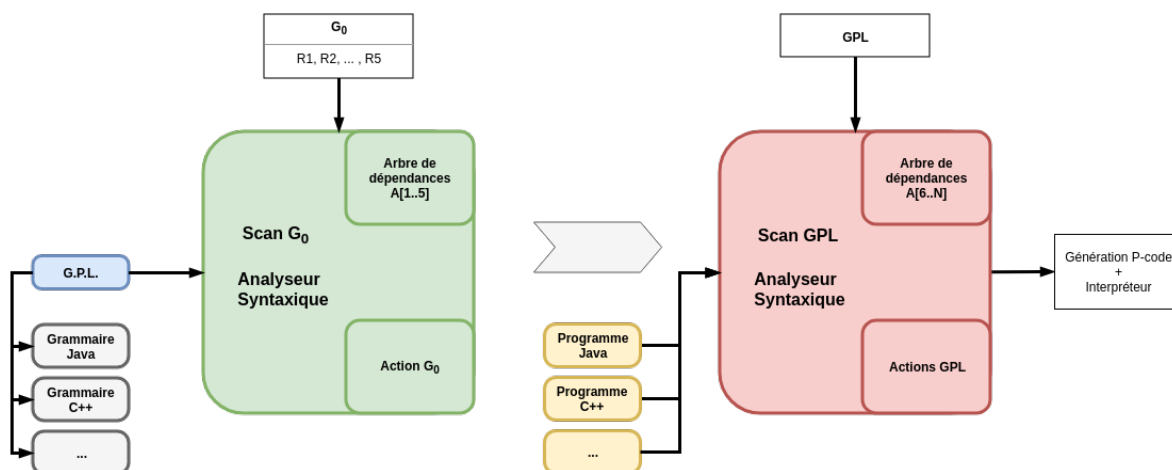 G0
R1, R2, ... , R5
GPL
Arbre de
dépendances
A[1..5]
Scan G0
Analyseur
Syntaxique
Action G0
G.P.L.
Grammaire
Java
Grammaire
C++
...
Arbre de
dépendances
A[6..N]
Scan GPL
Analyseur
Syntaxique
Actions GPL
Programme
Java
Programme
C++
...
Génération P-code
+
Interpréteur